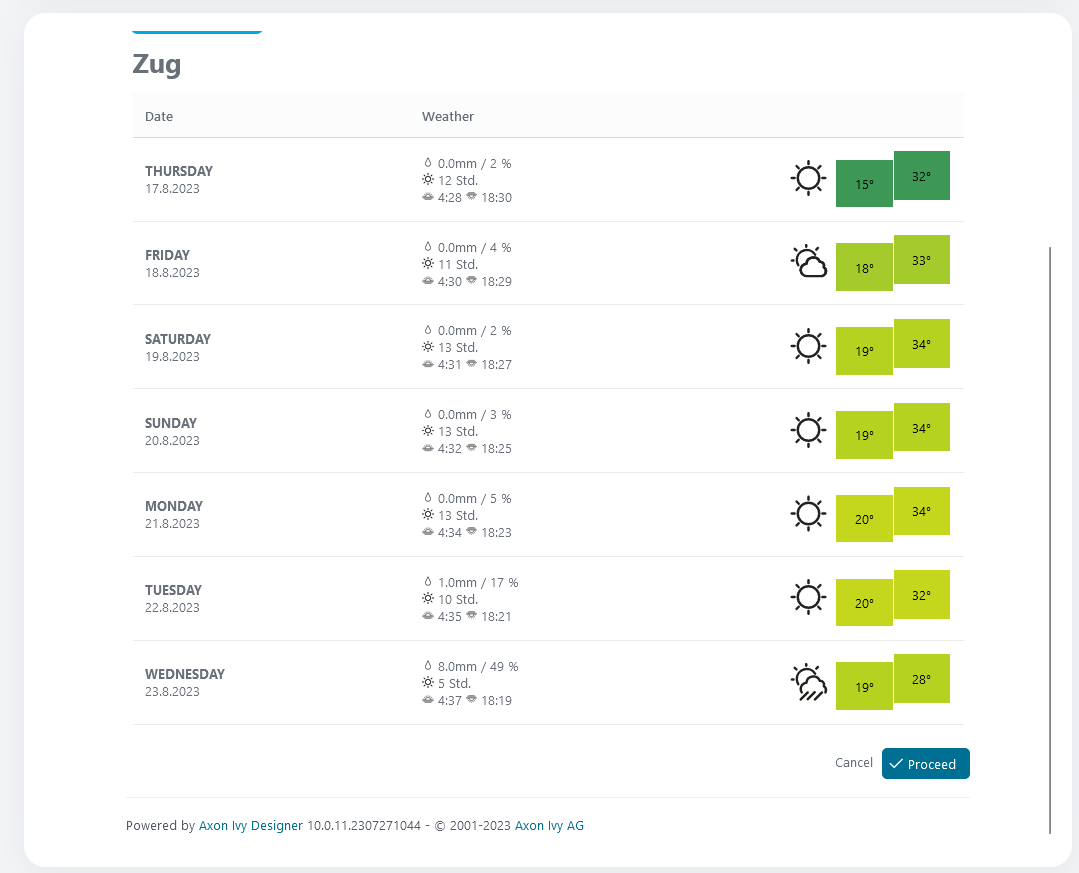 Zug
Date Weather
THURSDAY
17.8.2023
0.0mm / 2 %
12 Std.
4:28 18:30
15° 32°
FRIDAY
18.8.2023
0.0mm / 4 %
11 Std.
4:30 18:29
18° 33°
SATURDAY
19.8.2023
0.0mm / 2 %
13 Std.
4:31 18:27
19° 34°
SUNDAY
20.8.2023
0.0mm / 3 %
13 Std.
4:32 18:25
19° 34°
MONDAY
21.8.2023
0.0mm / 5 %
13 Std.
4:34 18:23
20° 34°
TUESDAY
22.8.2023
1.0mm / 17 %
10 Std.
4:35 18:21
20° 32°
WEDNESDAY
23.8.2023
8.0mm / 49 %
5 Std.
4:37 18:19
19° 28°
Cancel Proceed
Powered by Axon Ivy Designer 10.0.11.2307271044 - © 2001-2023 Axon Ivy AG